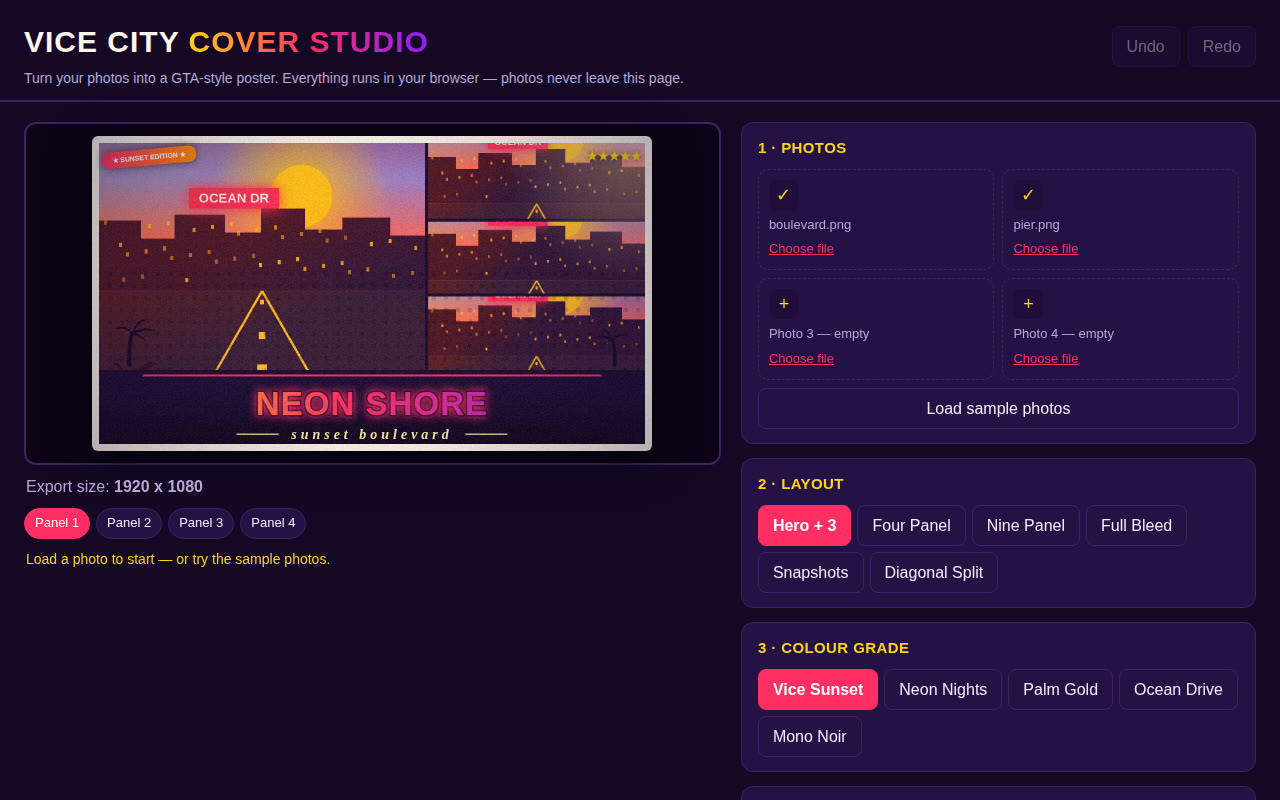 VICE CITY COVER STUDIO
Turn your photos into a GTA-style poster. Everything runs in your browser — photos never leave this page.
Undo
Redo
★ SUNSET EDITION ★
OCEAN DR
OCEAN DR
★★★★★
NEON SHORE
sunset boulevard
Export size: 1920 x 1080
Panel 1
Panel 2
Panel 3
Panel 4
Load a photo to start — or try the sample photos.
1 · PHOTOS
✓
boulevard.png
Choose file
✓
pier.png
Choose file
+
Photo 3 — empty
Choose file
+
Photo 4 — empty
Choose file
Load sample photos
2 · LAYOUT
Hero + 3
Four Panel
Nine Panel
Full Bleed
Snapshots
Diagonal Split
3 · COLOUR GRADE
Vice Sunset
Neon Nights
Palm Gold
Ocean Drive
Mono Noir